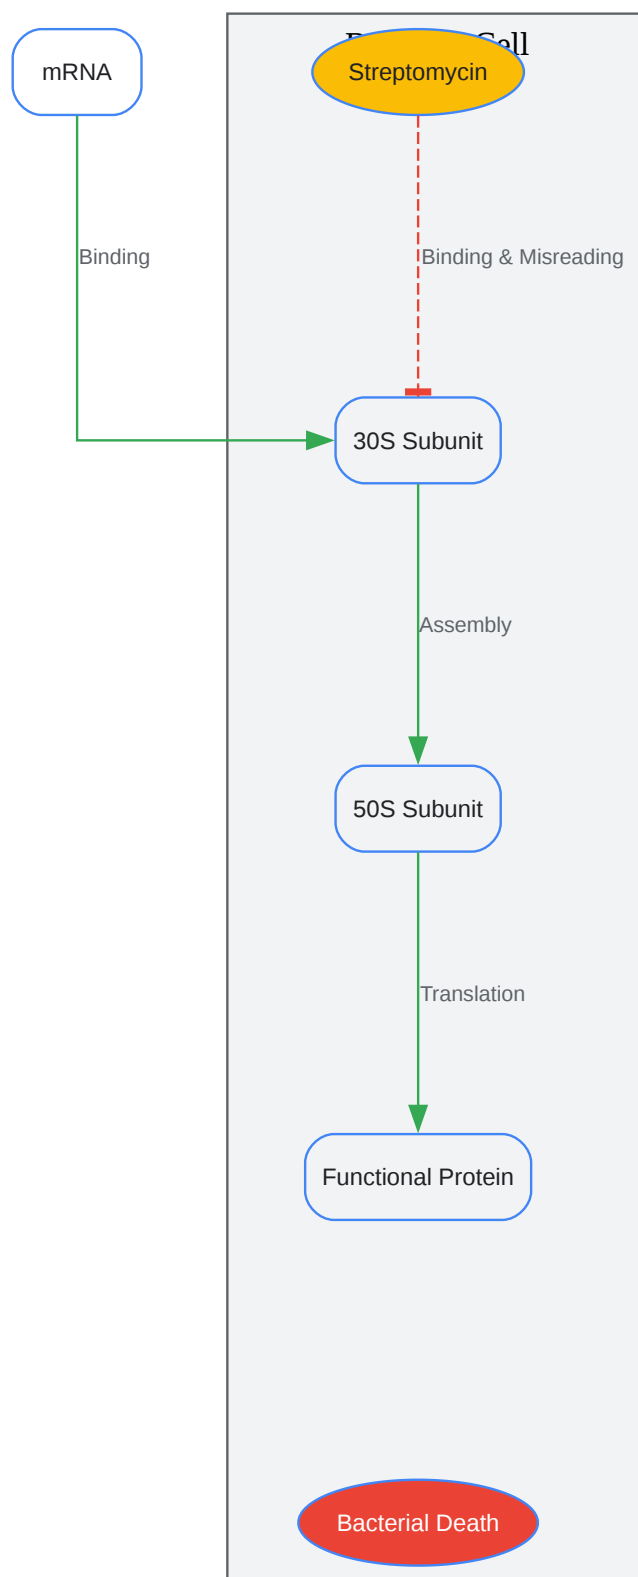 mRNA
Streptomycin
Binding
Binding & Misreading
30S Subunit
Assembly
50S Subunit
Translation
Functional Protein
Bacterial Death